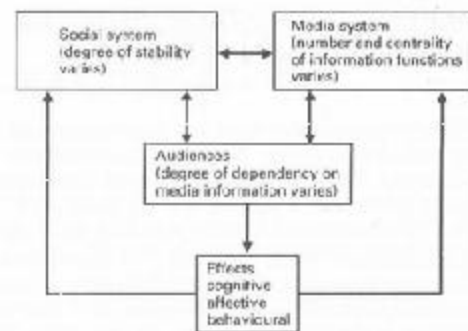 Social system
(degree of stability
varies)
Media system
(number and centrality
of information functions
varies)
Audiences
(degree of dependency on
media information varies)
Effects
cognitive
affective
behavioural